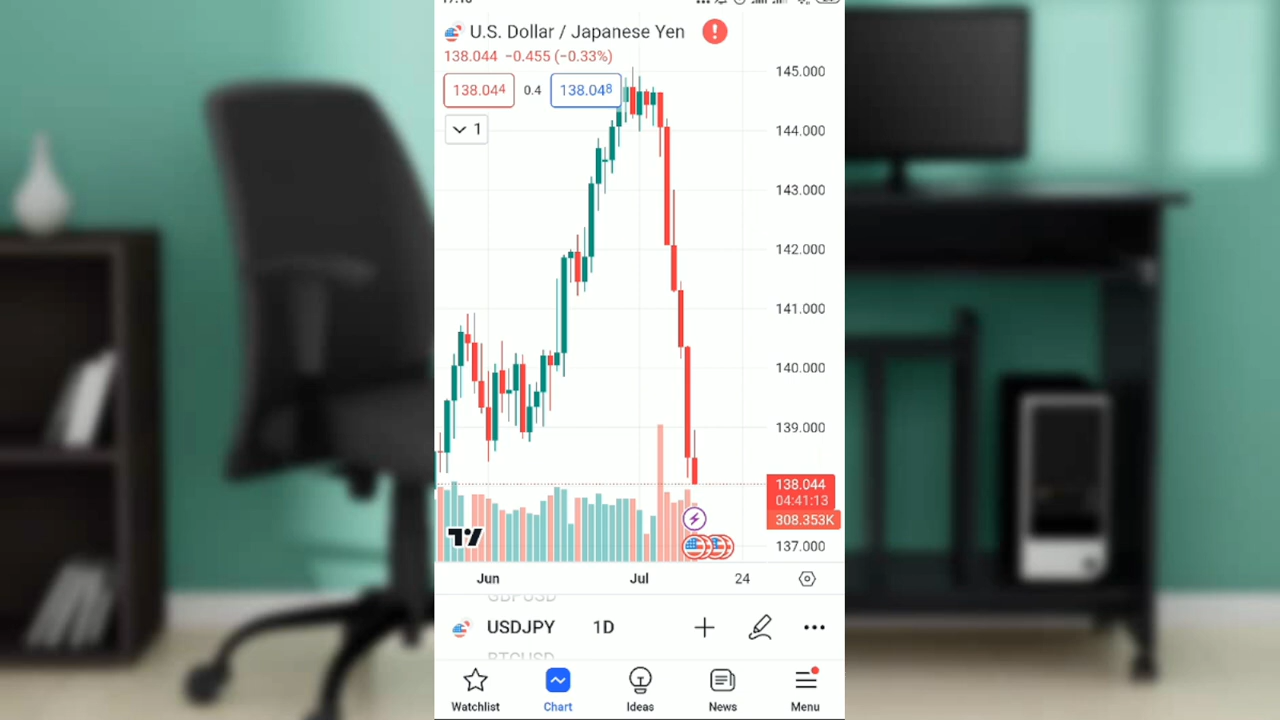 U.S. Dollar / Japanese Yen
138.044 −0.455 (−0.33%)
138.044 0.4 138.048
1
145.000
144.000
143.000
142.000
141.000
140.000
139.000
138.044
04:41:13
308.353K
137.000
Jun Jul 24
GBPUSD
USDJPY 1D
BTCUSD
Watchlist Chart Ideas News Menu